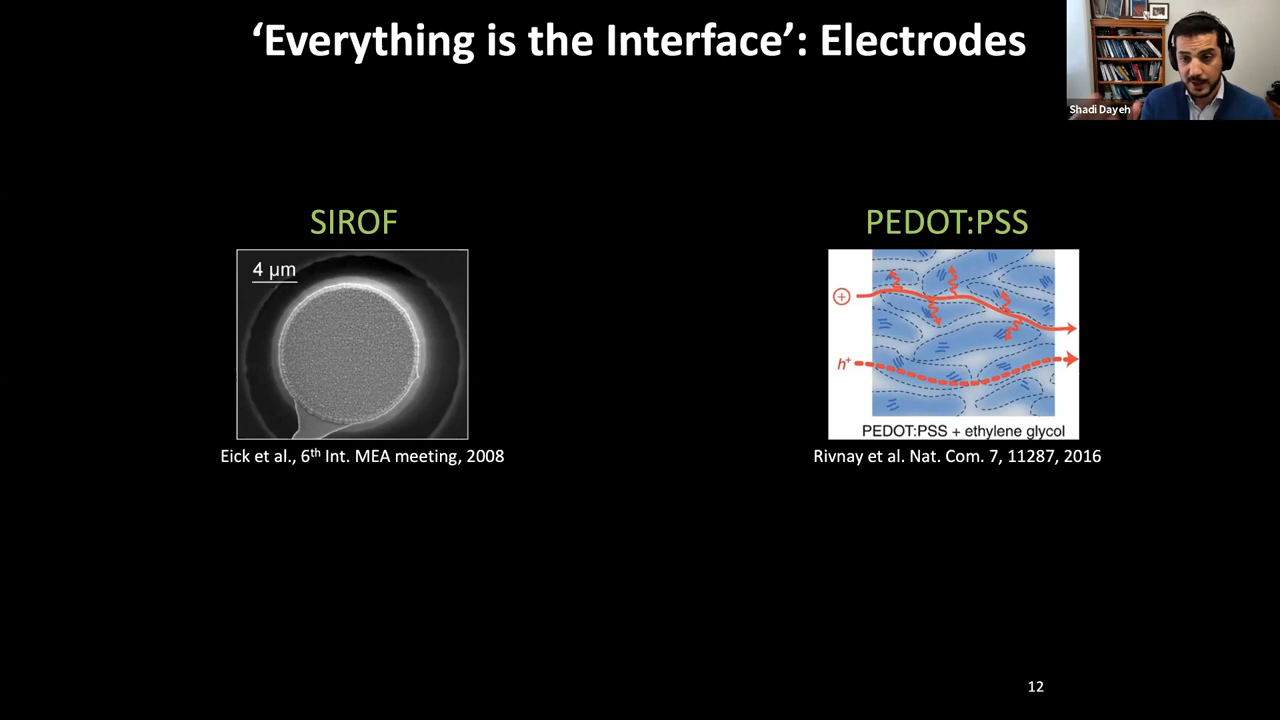 ‘Everything is the Interface’: Electrodes
Shadi Dayeh
SIROF
4 µm
Eick et al., 6th Int. MEA meeting, 2008
PEDOT:PSS
+
h+
PEDOT:PSS + ethylene glycol
Rivnay et al. Nat. Com. 7, 11287, 2016
12